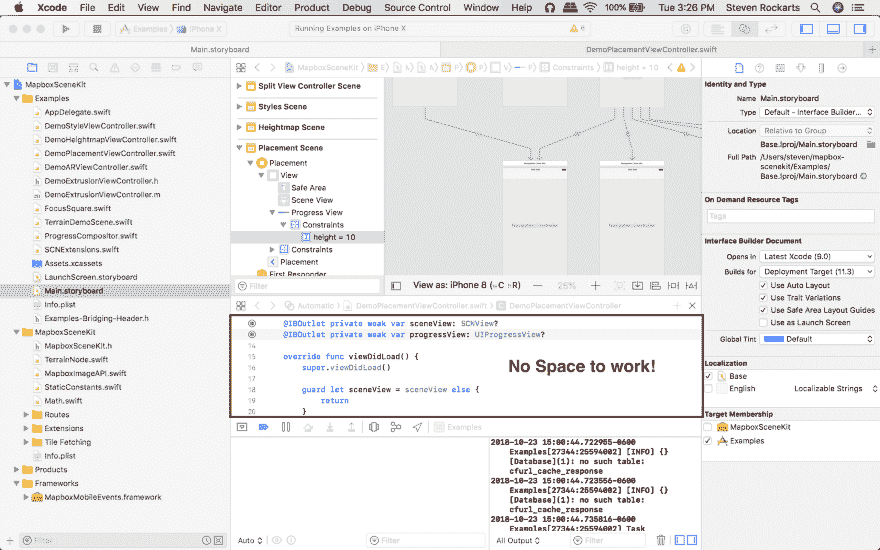 Xcode File Edit View Find Navigate Editor Product Debug Source Control Window Help 100% Tue 3:26 PM Steven Rockarts
Examples iPhone X
Running Examples on iPhone X
6
Main.storyboard
DemoPlacementViewController.swift
MapboxSceneKit
Examples
AppDelegate.swift
DemoStyleViewController.swift
DemoHeightmapViewController.swift
DemoPlacementViewController.swift
DemoARViewController.swift
DemoExtrusionViewController.h
DemoExtrusionViewController.m
FocusSquare.swift
TerrainDemoScene.swift
ProgressCompositor.swift
SCNExtensions.swift
Assets.xcassets
LaunchScreen.storyboard
Main.storyboard
Info.plist
Examples-Bridging-Header.h
MapboxSceneKit
MapboxSceneKit.h
TerrainNode.swift
MapboxImageAPI.swift
StaticConstants.swift
Math.swift
Routes
Extensions
Tile Fetching
Info.plist
Products
Frameworks
MapboxMobileEvents.framework
Filter
MapboxSceneKit
Constraints
height = 10
Split View Controller Scene
Styles Scene
Heightmap Scene
Placement Scene
Placement
View
Safe Area
Scene View
Progress View
Constraints
height = 10
Constraints
Placement
First Responder
Filter
View as: iPhone 8 (wC hR)
25%
Automatic
DemoPlacementViewController.swift
DemoPlacementViewController
@IBOutlet private weak var sceneView: SCNView?
@IBOutlet private weak var progressView: UIProgressView?
14
15 override func viewDidLoad() {
16 super.viewDidLoad()
17
18 guard let sceneView = sceneView else {
19 return
20 }
No Space to work!
Examples
2018-10-23 15:00:44.722955-0600
Examples[27344:25594002] [INFO] {}
[Database](1): no such table:
cfurl_cache_response
2018-10-23 15:00:44.723556-0600
Examples[27344:25594002] [INFO] {}
[Database](1): no such table:
cfurl_cache_response
2018-10-23 15:00:44.735816-0600
Examples[27344:25594002] Task
Auto
Filter
All Output
Filter
Identity and Type
Name Main.storyboard
Type Default - Interface Builder...
Location Relative to Group
Base.lproj/Main.storyboard
Full Path /Users/steven/mapbox-
scenekit/Examples/
Base.lproj/Main.storyboard
On Demand Resource Tags
Tags
Interface Builder Document
Opens in Latest Xcode (9.0)
Builds for Deployment Target (11.3)
Use Auto Layout
Use Trait Variations
Use Safe Area Layout Guides
Use as Launch Screen
Global Tint Default
Localization
Base
English Localizable Strings
Target Membership
MapboxSceneKit
Examples